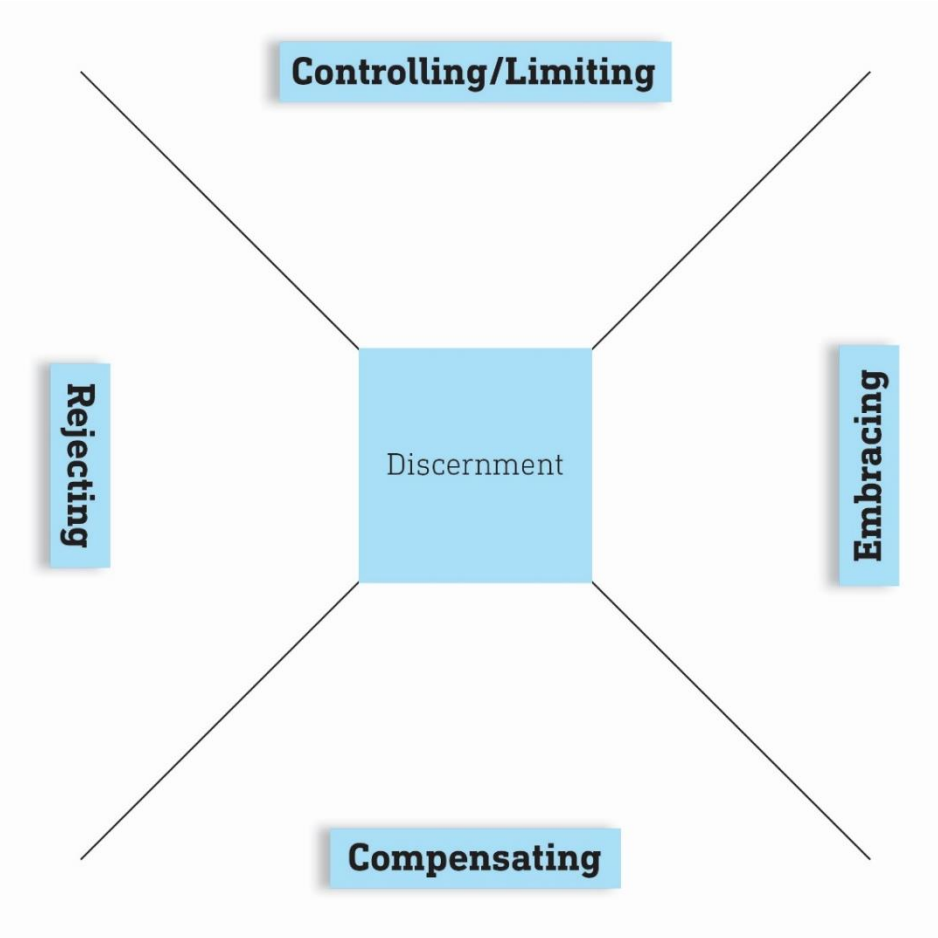 Controlling/Limiting
Rejecting
Discernment
Embracing
Compensating